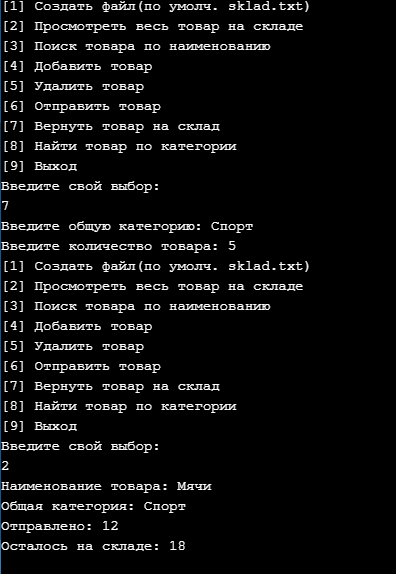 [1] Создать файл(по умолч. sklad.txt)
[2] Просмотреть весь товар на складе
[3] Поиск товара по наименованию
[4] Добавить товар
[5] Удалить товар
[6] Отправить товар
[7] Вернуть товар на склад
[8] Найти товар по категории
[9] Выход
Введите свой выбор:
7
Введите общую категорию: Спорт
Введите количество товара: 5
[1] Создать файл(по умолч. sklad.txt)
[2] Просмотреть весь товар на складе
[3] Поиск товара по наименованию
[4] Добавить товар
[5] Удалить товар
[6] Отправить товар
[7] Вернуть товар на склад
[8] Найти товар по категории
[9] Выход
Введите свой выбор:
2
Наименование товара: Мячи
Общая категория: Спорт
Отправлено: 12
Осталось на складе: 18